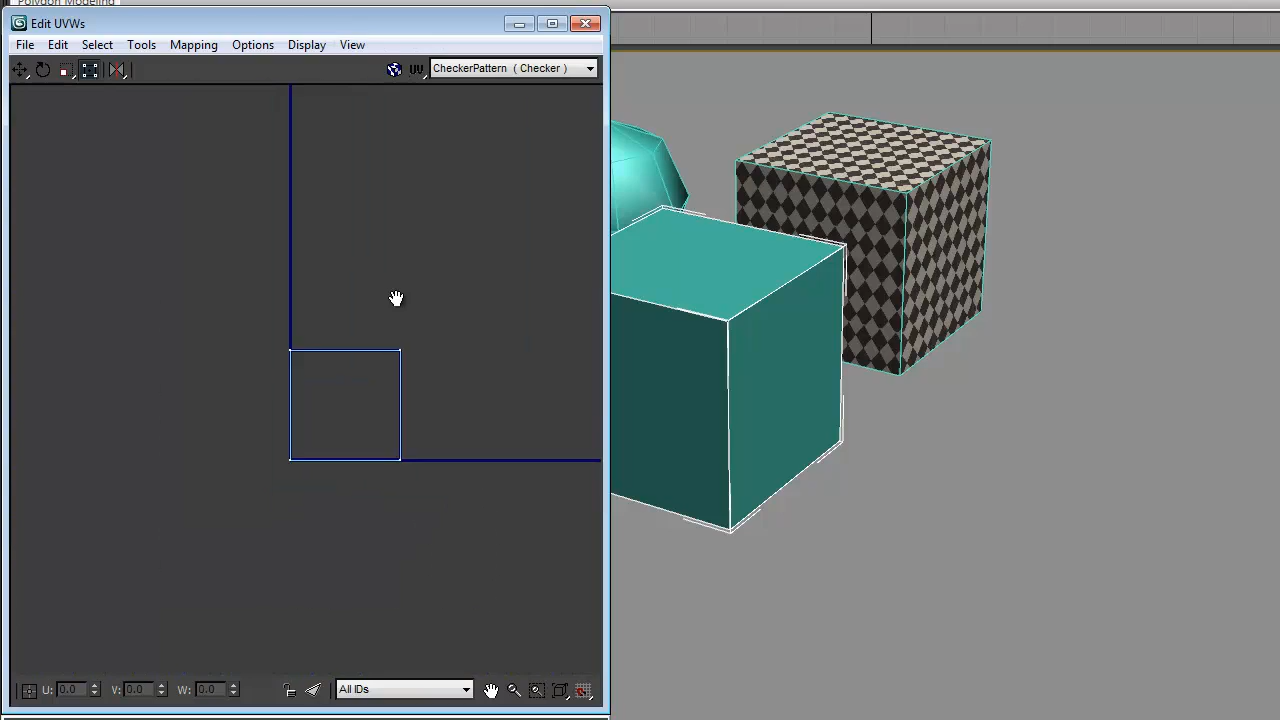 Polygon Modeling
Edit UVWs
File Edit Select Tools Mapping Options Display View
UV CheckerPattern ( Checker )
U: 0.0 V: 0.0 W: 0.0 All IDs